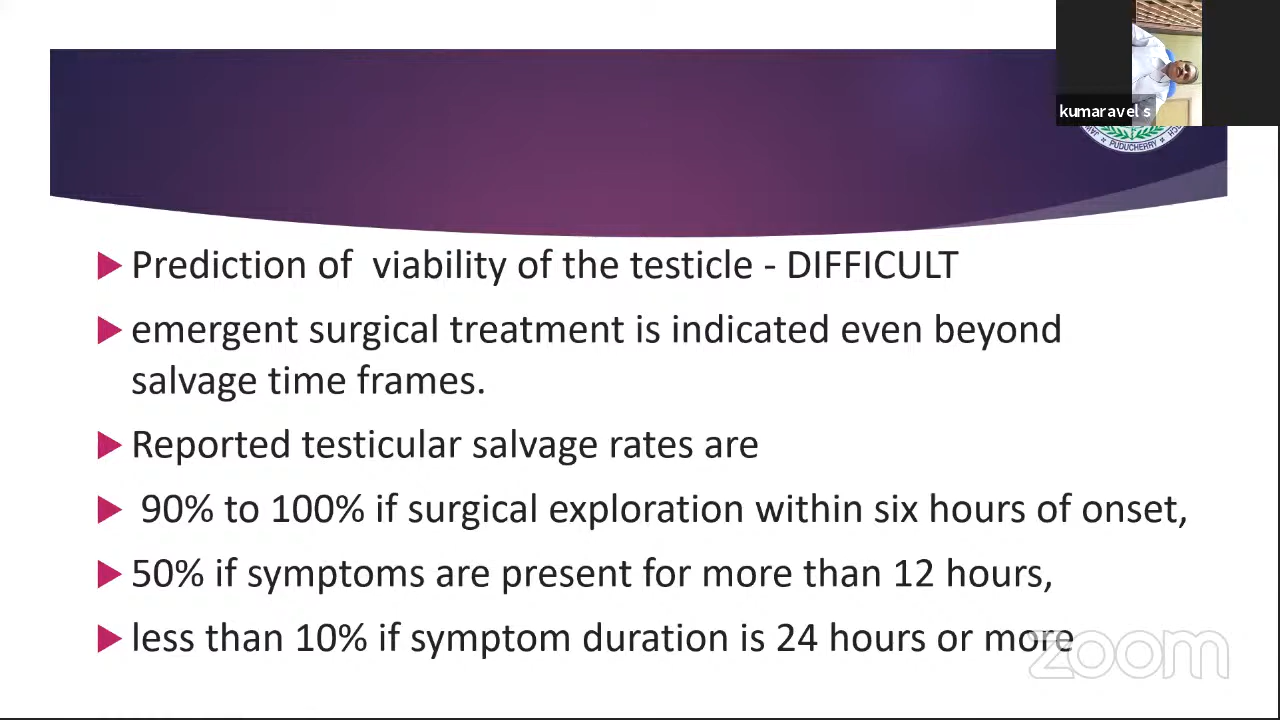 kumaravel s
PUDUCHERRY
Prediction of  viability of the testicle - DIFFICULT
emergent surgical treatment is indicated even beyond
salvage time frames.
Reported testicular salvage rates are
90% to 100% if surgical exploration within six hours of onset,
50% if symptoms are present for more than 12 hours,
less than 10% if symptom duration is 24 hours or more
zoom